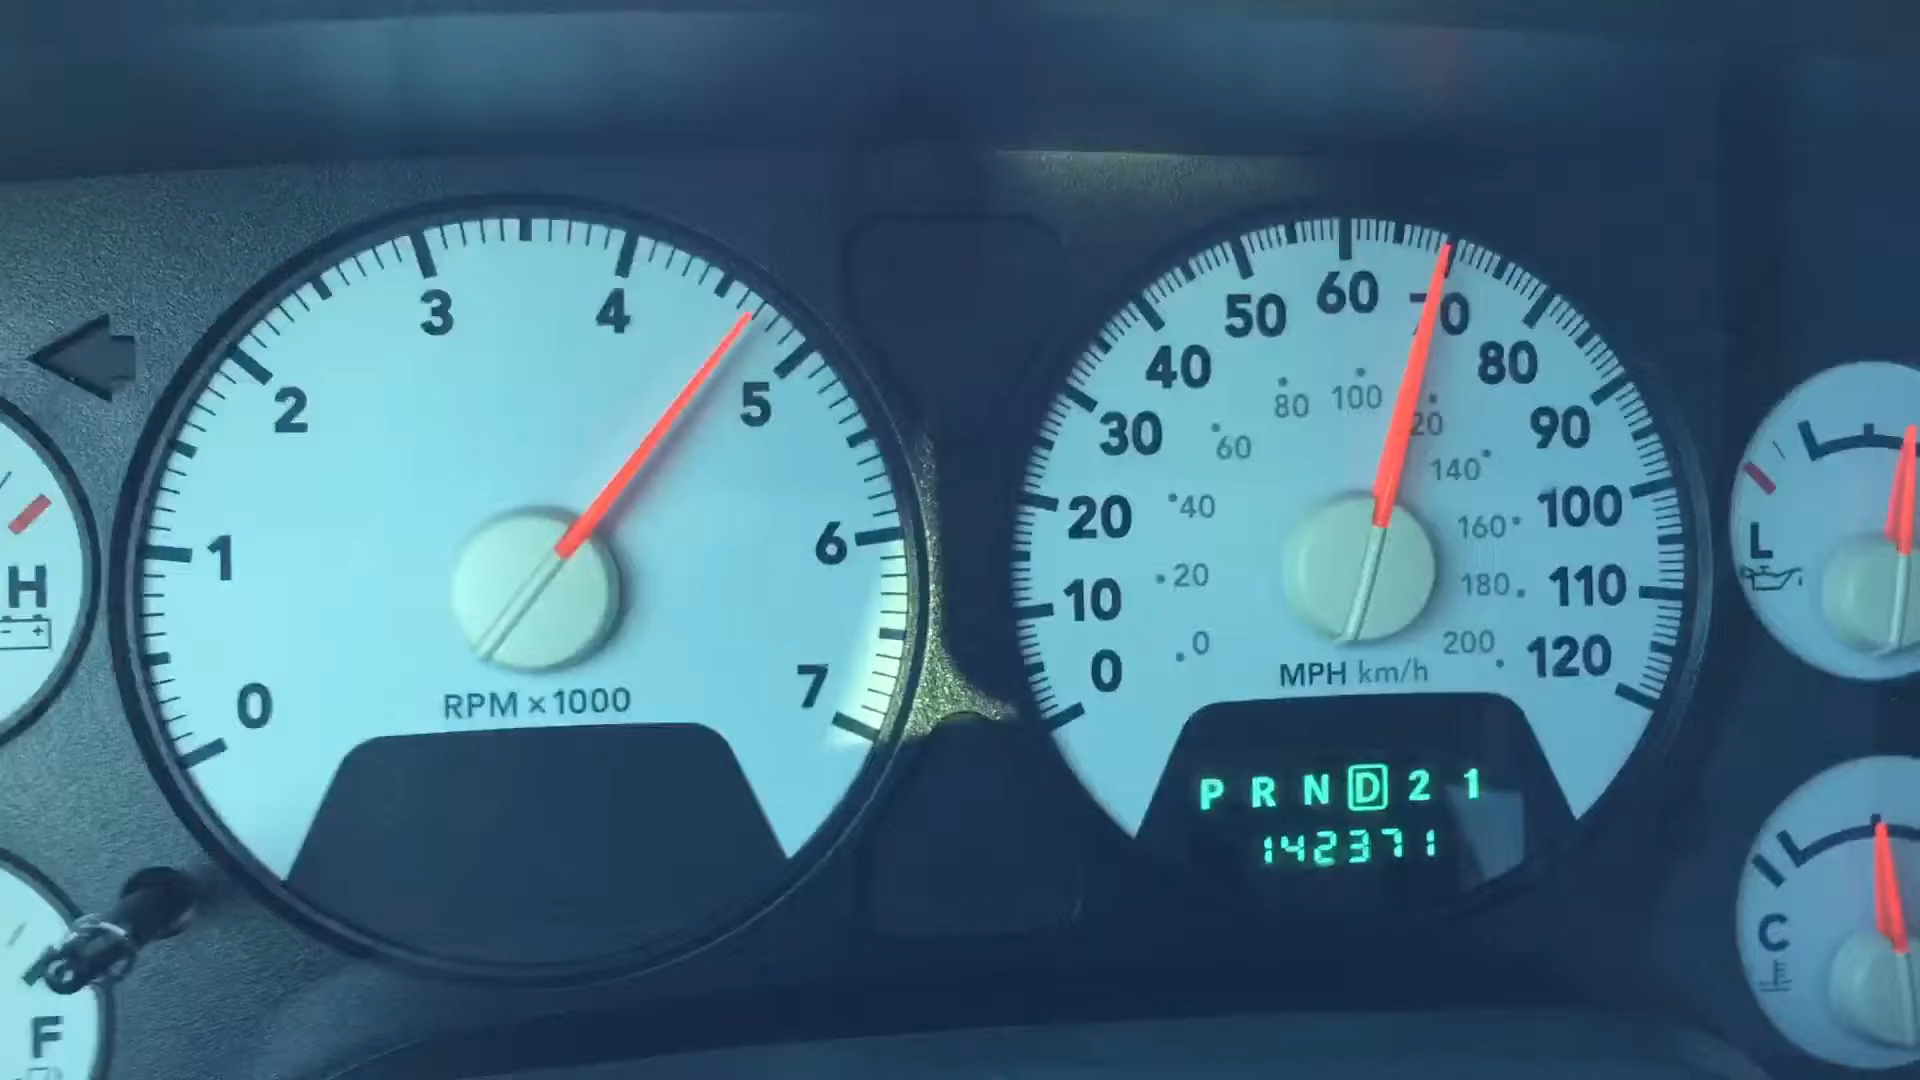 0 1 2 3 4 5 6 7
RPM x 1000
0 10 20 30 40 50 60 70 80 90 100 110 120
0 20 40 60 80 100 120 140 160 180 200
MPH km/h
P R N D 2 1
142371
H
F
L
C